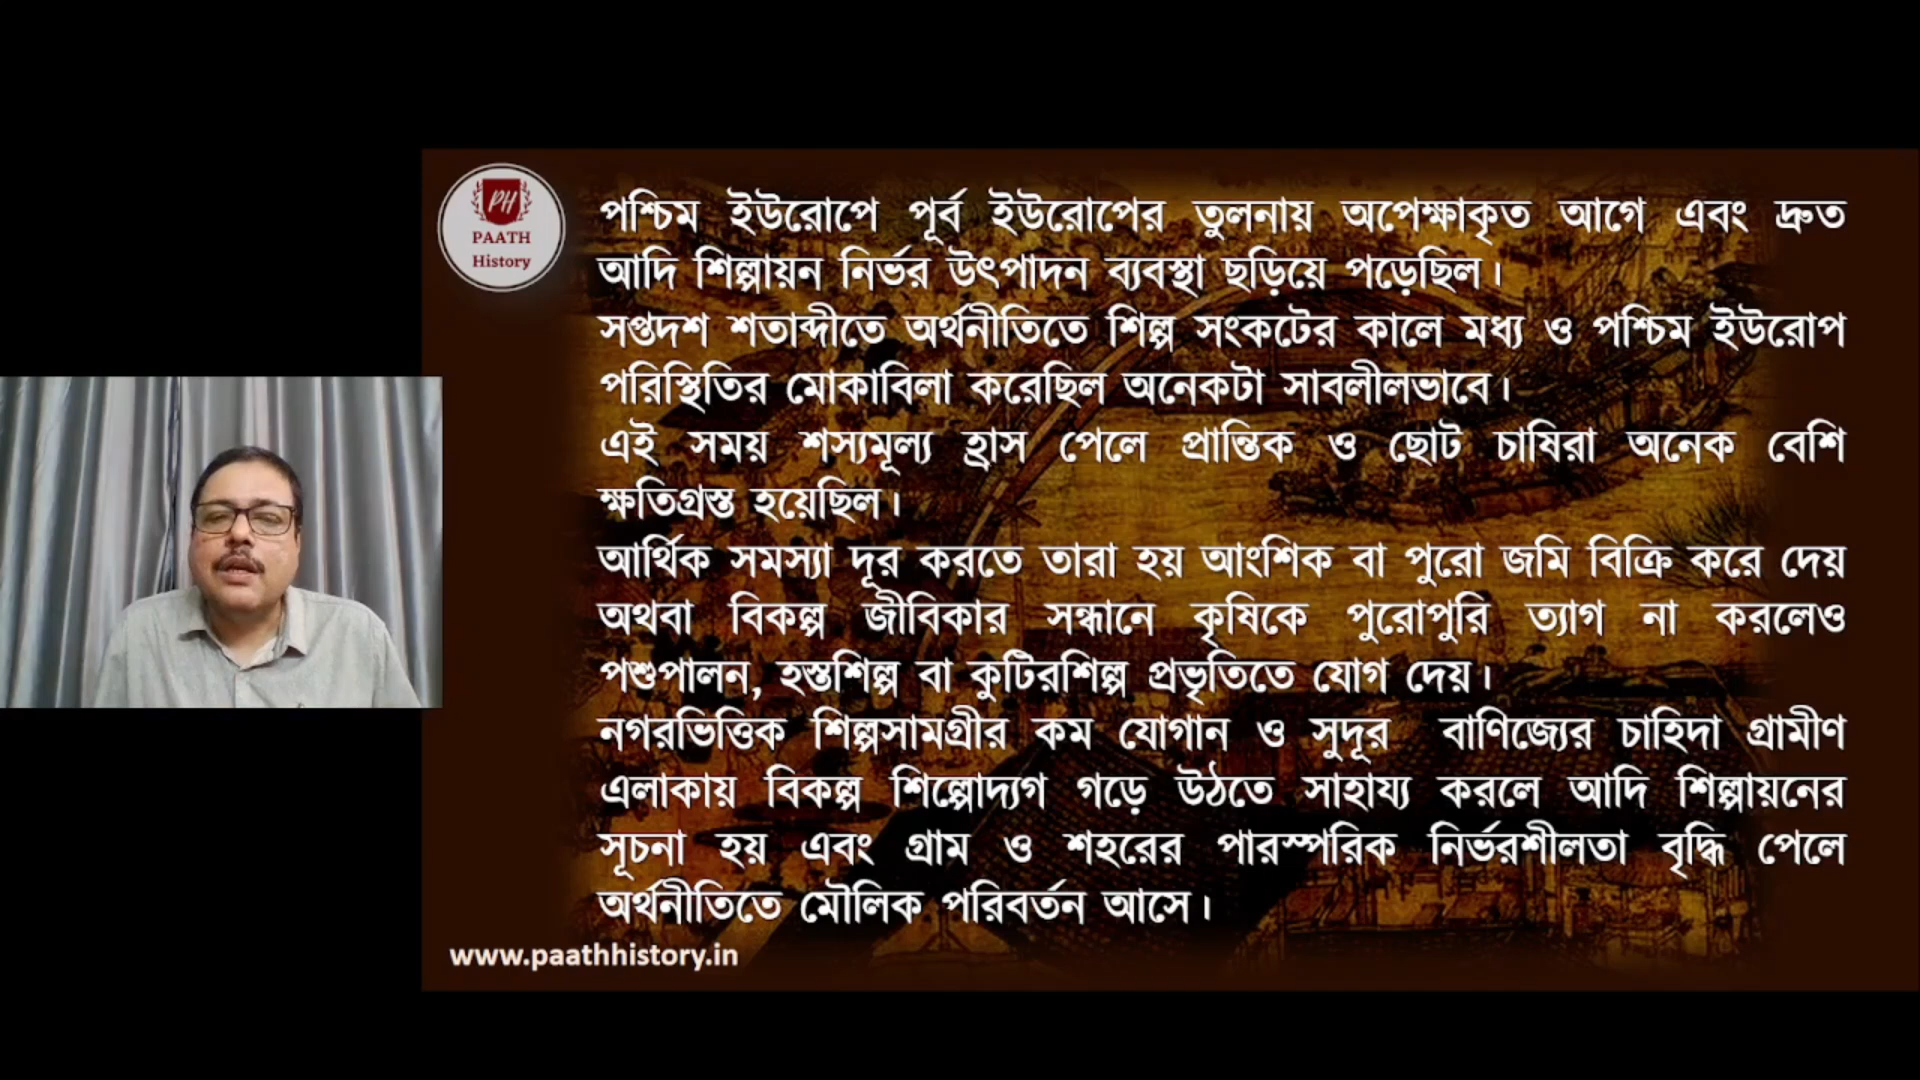 PH
PAATH
History
পশ্চিম ইউরোপে পূর্ব ইউরোপের তুলনায় অপেক্ষাকৃত আগে এবং দ্রুত
আদি শিল্পায়ন নির্ভর উৎপাদন ব্যবস্থা ছড়িয়ে পড়েছিল।
সপ্তদশ শতাব্দীতে অর্থনীতিতে শিল্প সংকটের কালে মধ্য ও পশ্চিম ইউরোপ
পরিস্থিতির মোকাবিলা করেছিল অনেকটা সাবলীলভাবে।
এই সময় শস্যমূল্য হ্রাস পেলে প্রান্তিক ও ছোট চাষিরা অনেক বেশি
ক্ষতিগ্রস্ত হয়েছিল।
আর্থিক সমস্যা দূর করতে তারা হয় আংশিক বা পুরো জমি বিক্রি করে দেয়
অথবা বিকল্প জীবিকার সন্ধানে কৃষিকে পুরোপুরি ত্যাগ না করলেও
পশুপালন, হস্তশিল্প বা কুটিরশিল্প প্রভৃতিতে যোগ দেয়।
নগরভিত্তিক শিল্পসামগ্রীর কম যোগান ও সুদূর বাণিজ্যের চাহিদা গ্রামীণ
এলাকায় বিকল্প শিল্পোদ্যগ গড়ে উঠতে সাহায্য করলে আদি শিল্পায়নের
সূচনা হয় এবং গ্রাম ও শহরের পারস্পরিক নির্ভরশীলতা বৃদ্ধি পেলে
অর্থনীতিতে মৌলিক পরিবর্তন আসে।
www.paathhistory.in